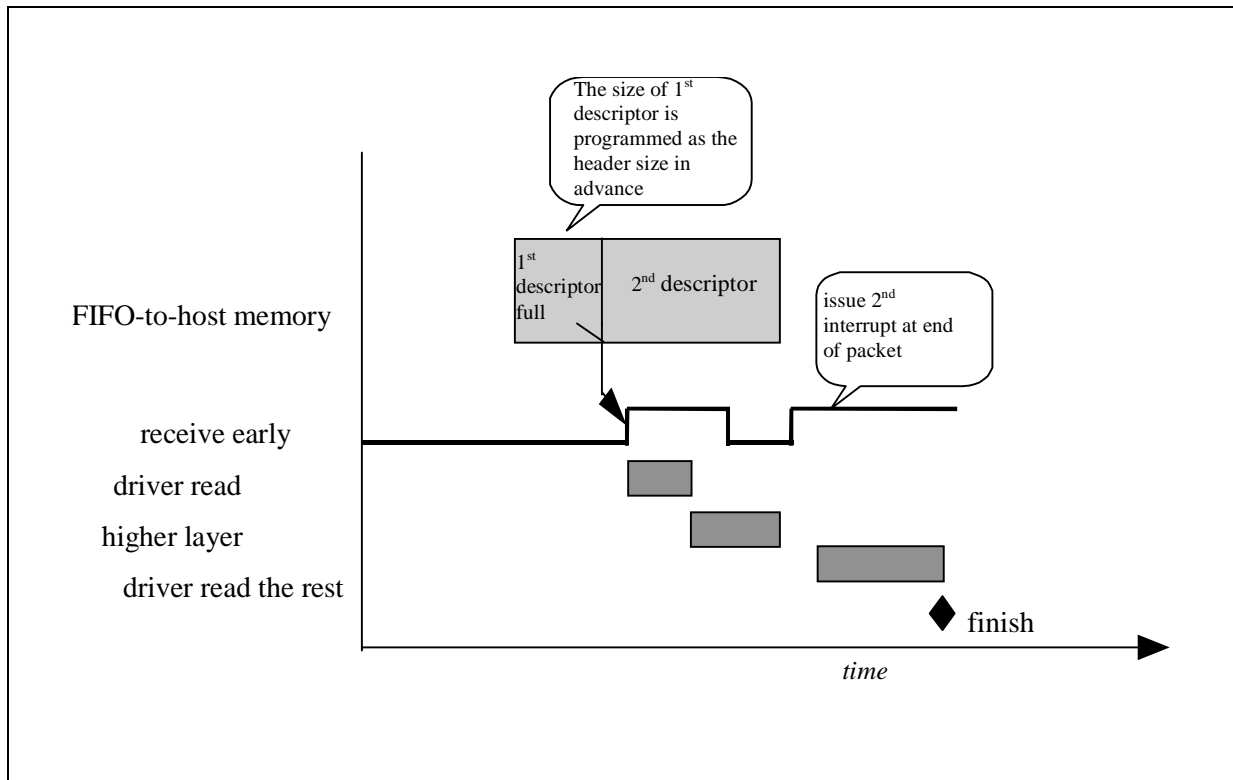 The size of 1st
descriptor is
programmed as the
header size in
advance
1st
descriptor
full
2nd descriptor
FIFO-to-host memory
issue 2nd
interrupt at end
of packet
receive early
driver read
higher layer
driver read the rest
finish
time